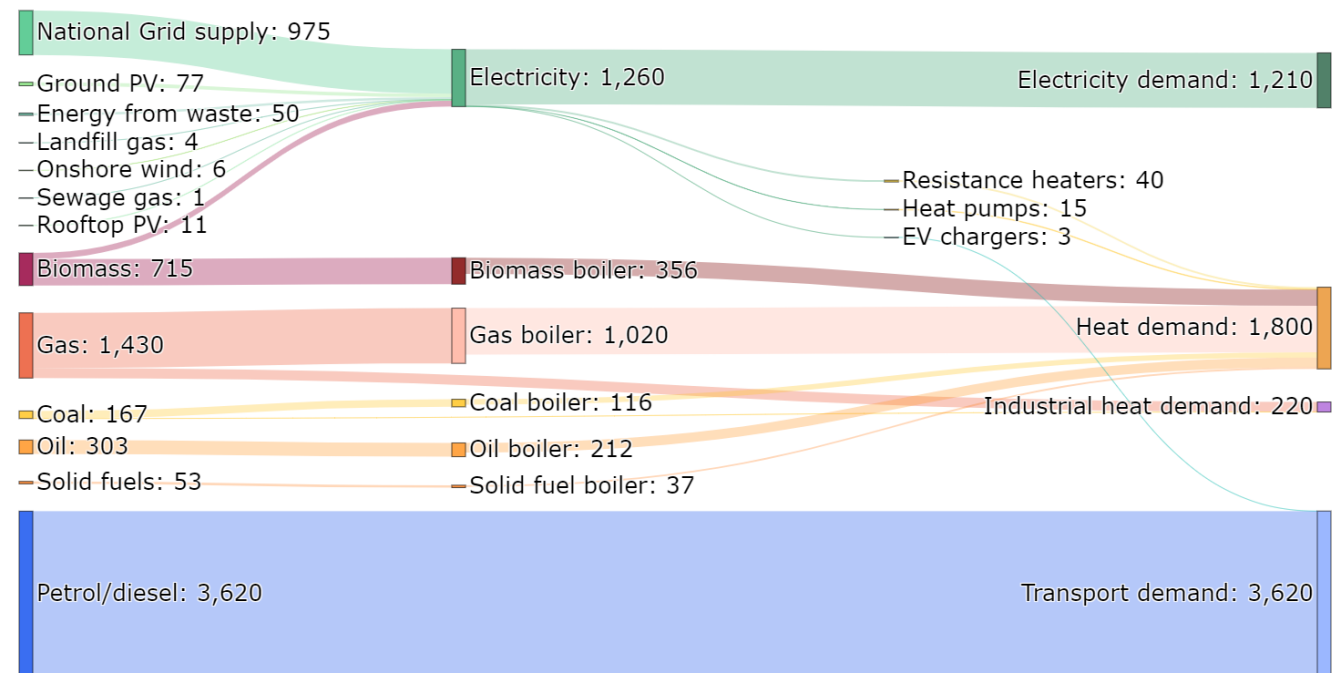 National Grid supply: 975
Ground PV: 77
Energy from waste: 50
Landfill gas: 4
Onshore wind: 6
Sewage gas: 1
Rooftop PV: 11
Biomass: 715
Gas: 1,430
Coal: 167
Oil: 303
Solid fuels: 53
Petrol/diesel: 3,620
Electricity: 1,260
Biomass boiler: 356
Gas boiler: 1,020
Coal boiler: 116
Oil boiler: 212
Solid fuel boiler: 37
Resistance heaters: 40
Heat pumps: 15
EV chargers: 3
Electricity demand: 1,210
Heat demand: 1,800
Industrial heat demand: 220
Transport demand: 3,620